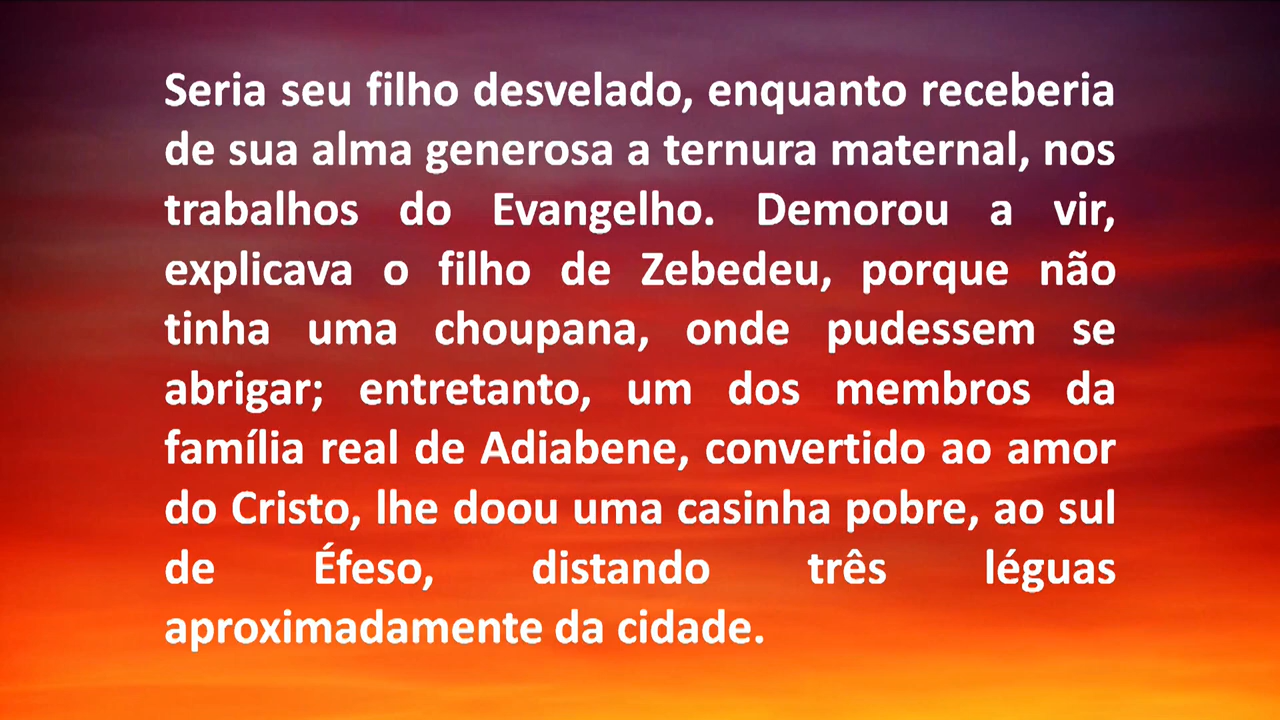 Seria seu filho desvelado, enquanto receberia
de sua alma generosa a ternura maternal, nos
trabalhos do Evangelho. Demorou a vir,
explicava o filho de Zebedeu, porque não
tinha uma choupana, onde pudessem se
abrigar; entretanto, um dos membros da
família real de Adiabene, convertido ao amor
do Cristo, lhe doou uma casinha pobre, ao sul
de Éfeso, distando três léguas
aproximadamente da cidade.